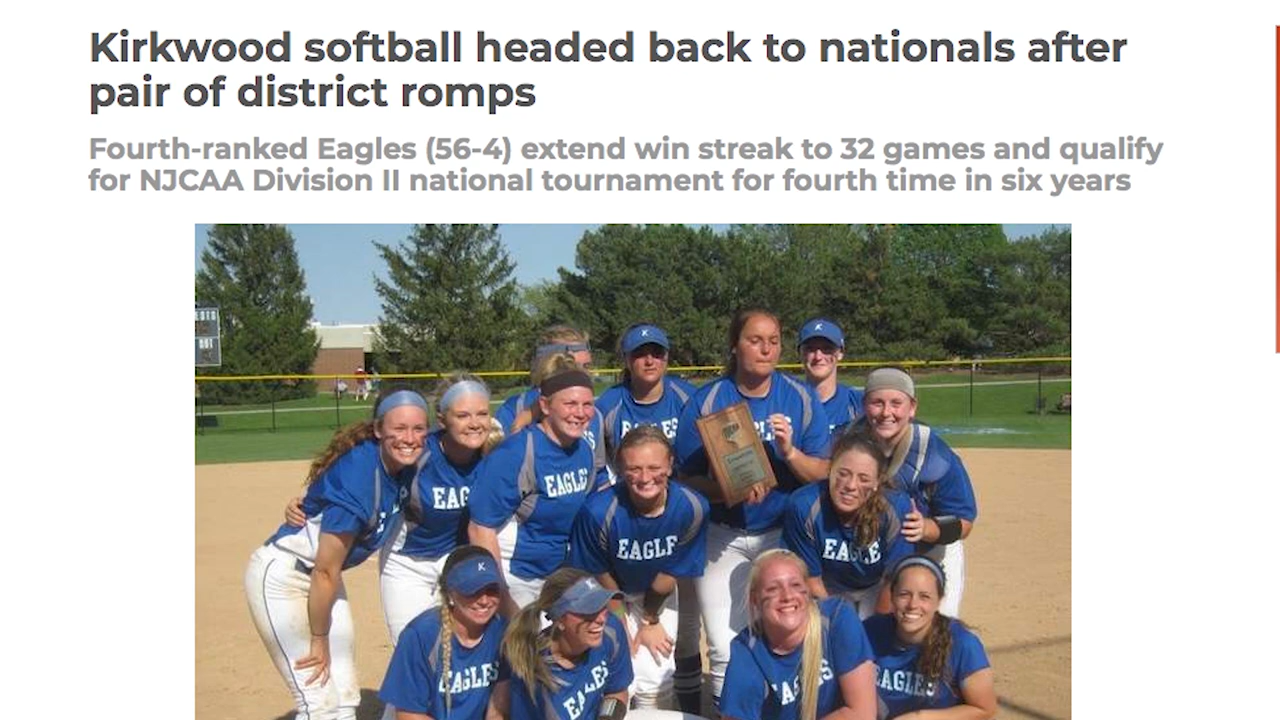 Kirkwood softball headed back to nationals after
pair of district romps
Fourth-ranked Eagles (56-4) extend win streak to 32 games and qualify
for NJCAA Division II national tournament for fourth time in six years
K
K
EAGLES
EAG
EAGLE
EAGLE
K
K
EAGLES
EAGLES
EAGLES